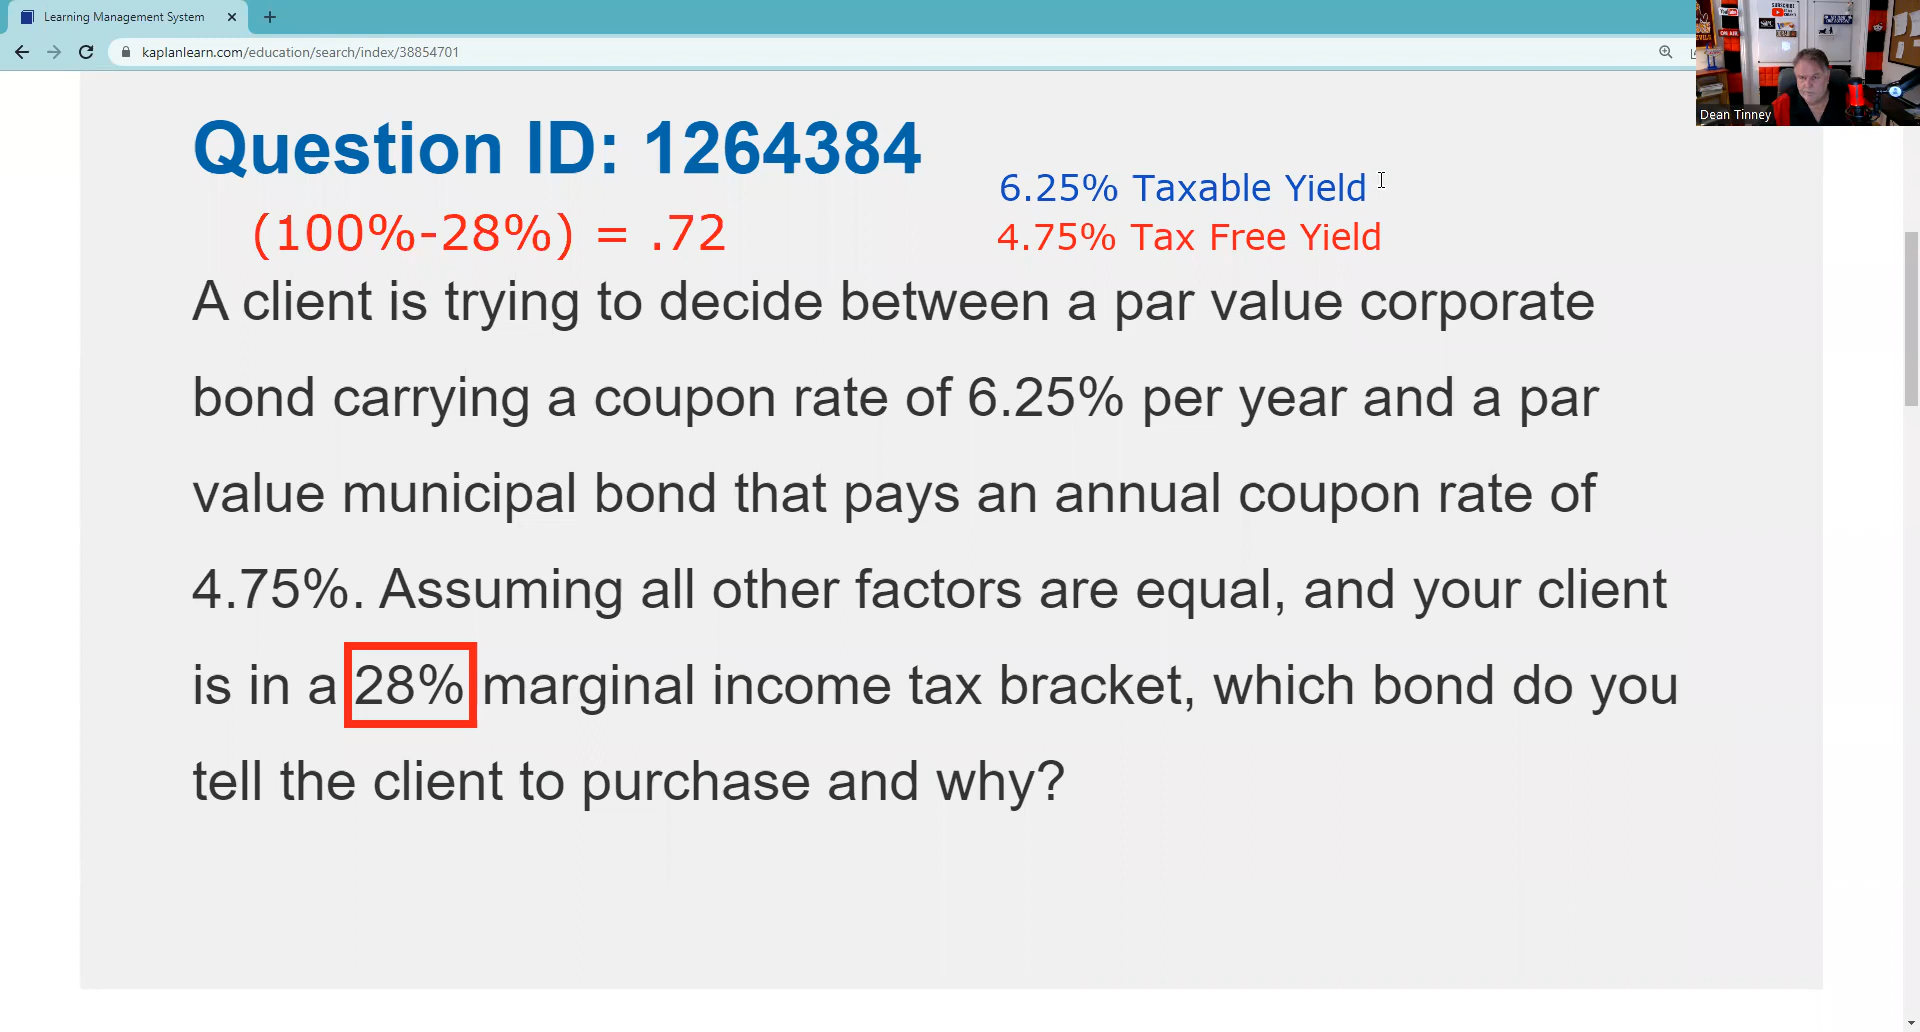 Learning Management System
kaplanlearn.com/education/search/index/38854701
SUBSCRIBE
ON AIR
Dean Tinney
Question ID: 1264384
6.25% Taxable Yield
(100%-28%) = .72
4.75% Tax Free Yield
A client is trying to decide between a par value corporate
bond carrying a coupon rate of 6.25% per year and a par
value municipal bond that pays an annual coupon rate of
4.75%. Assuming all other factors are equal, and your client
is in a 28% marginal income tax bracket, which bond do you
tell the client to purchase and why?